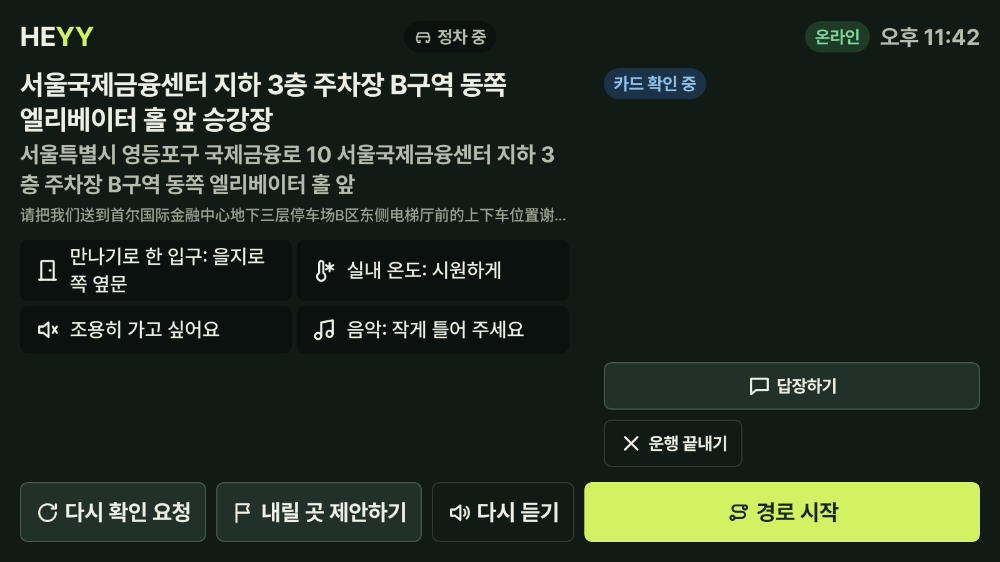 HEYY
정차 중
온라인
오후 11:42
서울국제금융센터 지하 3층 주차장 B구역 동쪽
엘리베이터 홀 앞 승강장
서울특별시 영등포구 국제금융로 10 서울국제금융센터 지하 3
층 주차장 B구역 동쪽 엘리베이터 홀 앞
请把我们送到首尔国际金融中心地下三层停车场B区东侧电梯厅前的上下车位置谢...
카드 확인 중
만나기로 한 입구: 을지로
쪽 옆문
실내 온도: 시원하게
조용히 가고 싶어요
음악: 작게 틀어 주세요
답장하기
운행 끝내기
다시 확인 요청
내릴 곳 제안하기
다시 듣기
경로 시작